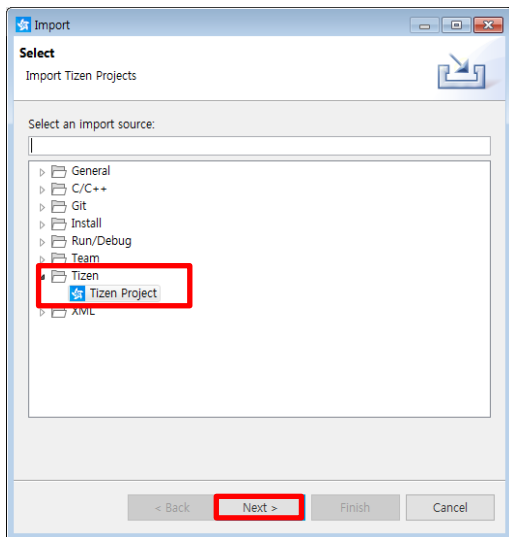 Import
Select
Import Tizen Projects
Select an import source:
General
C/C++
Git
Install
Run/Debug
Team
Tizen
Tizen Project
XML
< Back Next > Finish Cancel